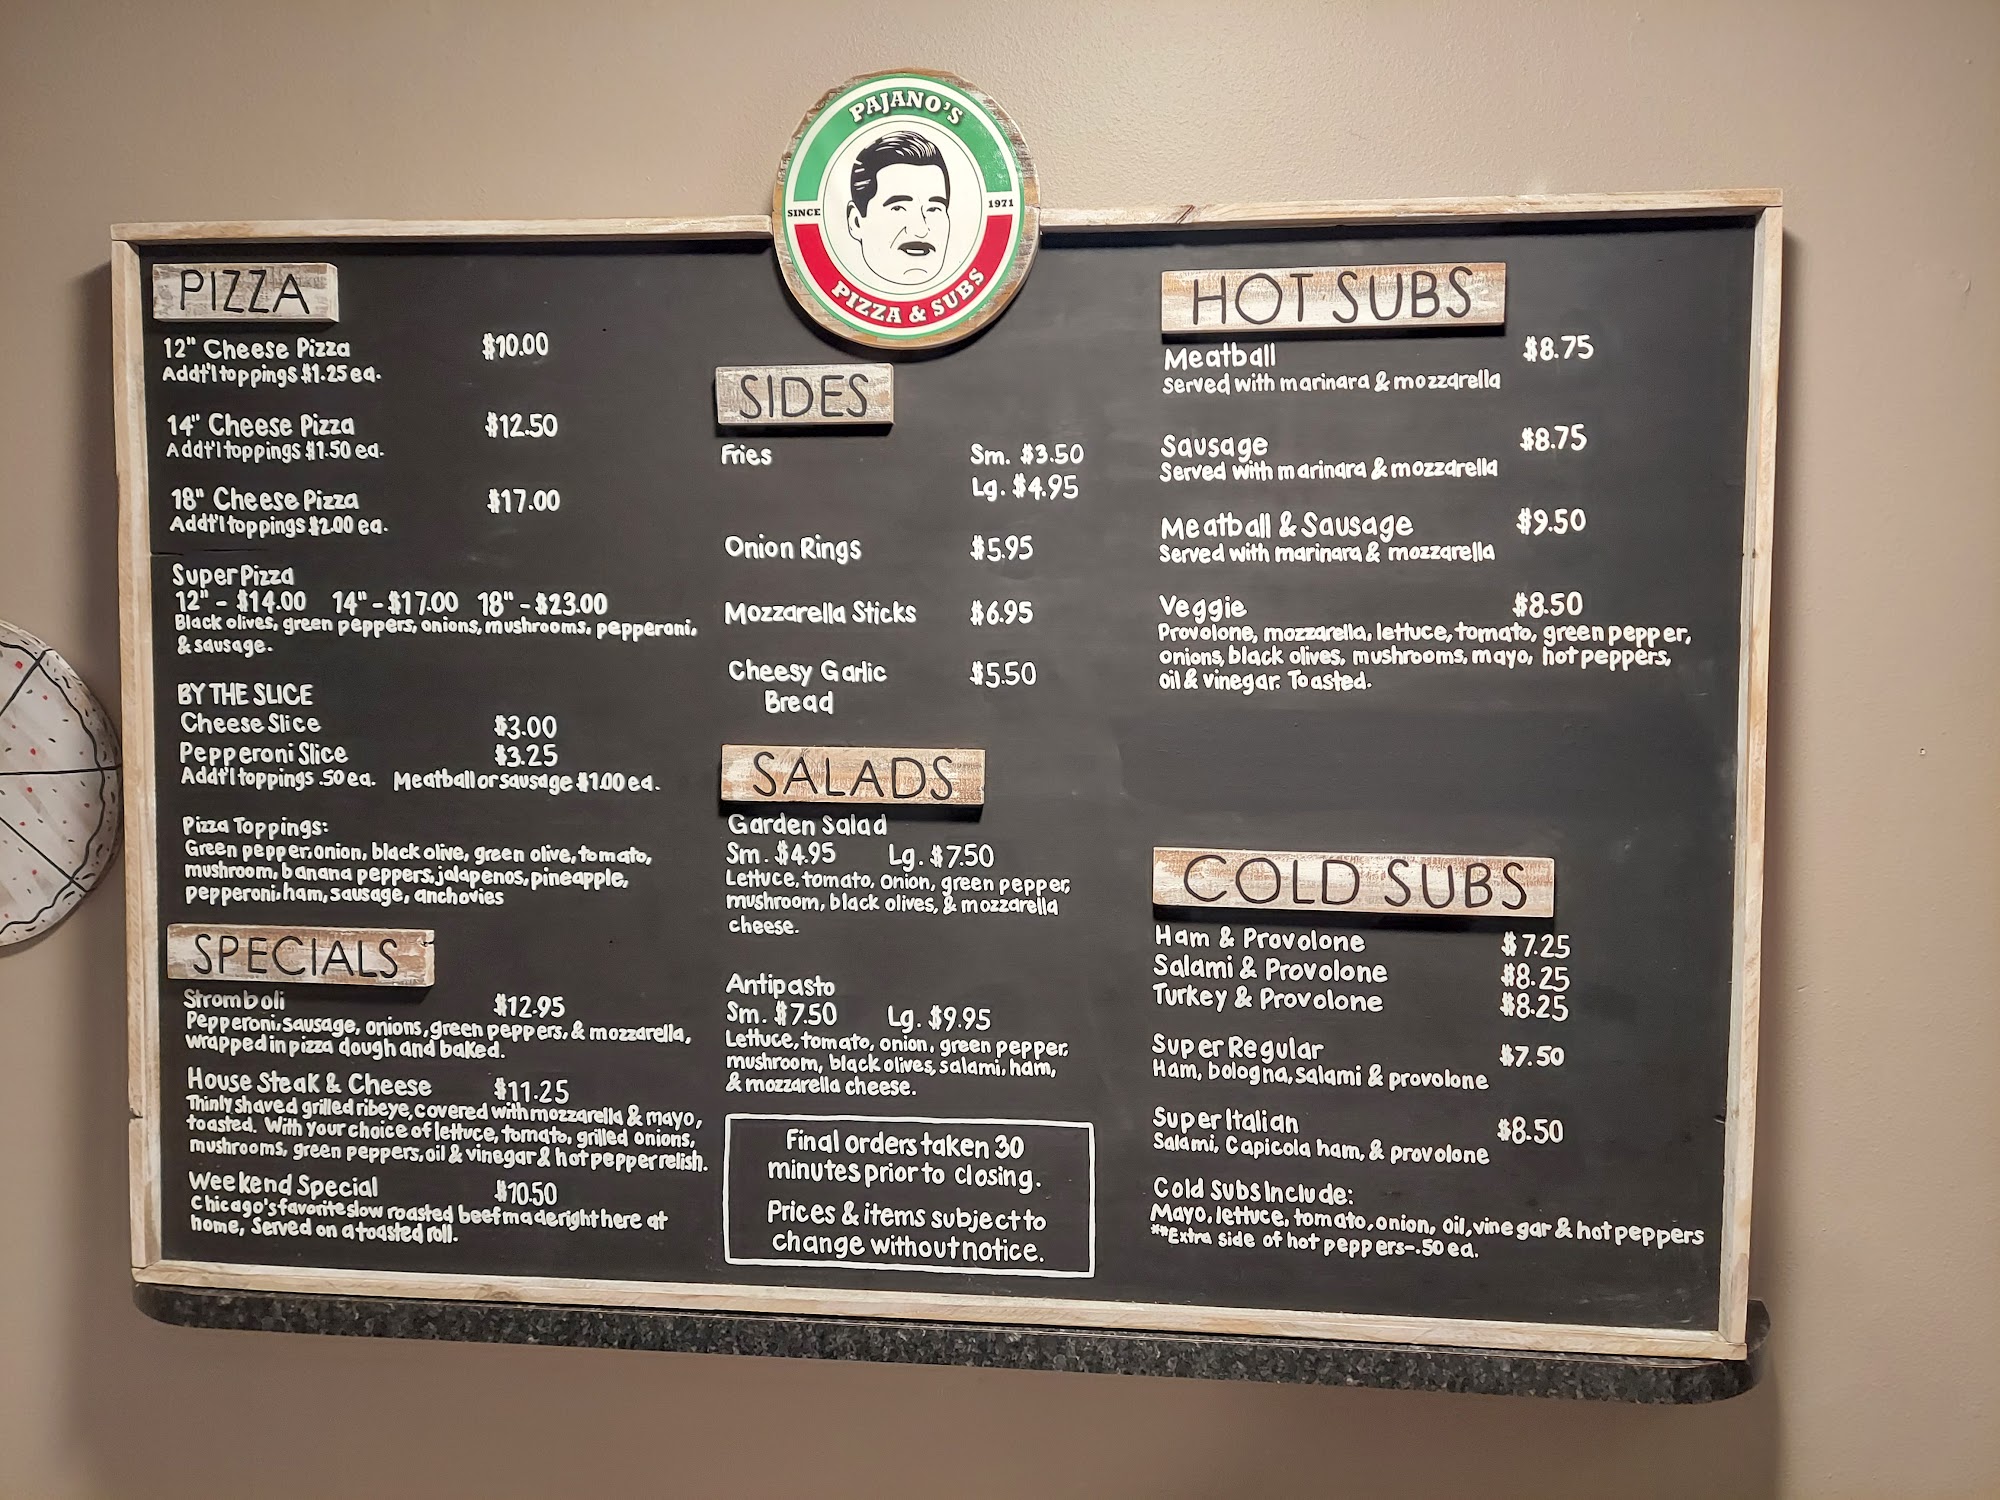 PAJANO'S
SINCE 1971
PIZZA & SUBS
PIZZA
12" Cheese Pizza $10.00
Addt'l toppings $1.25 ea.
14" Cheese Pizza $12.50
Addt'l toppings $1.50 ea.
18" Cheese Pizza $17.00
Addt'l toppings $2.00 ea.
Super Pizza
12" - $14.00 14" - $17.00 18" - $23.00
Black olives, green peppers, onions, mushrooms, pepperoni,
& sausage.
BY THE SLICE
Cheese Slice $3.00
Pepperoni Slice $3.25
Addt'l toppings .50 ea. Meatball or sausage $1.00 ea.
Pizza Toppings:
Green pepper, onion, black olive, green olive, tomato,
mushroom, banana peppers, jalapenos, pineapple,
pepperoni, ham, sausage, anchovies
SPECIALS
Stromboli $12.95
Pepperoni, sausage, onions, green peppers, & mozzarella,
wrapped in pizza dough and baked.
House Steak & Cheese $11.25
Thinly shaved grilled ribeye, covered with mozzarella & mayo,
toasted. With your choice of lettuce, tomato, grilled onions,
mushrooms, green peppers, oil & vinegar & hot pepper relish.
Weekend Special $10.50
Chicago's favorite slow roasted beef made right here at
home, Served on a toasted roll.
SIDES
Fries Sm. $3.50
Lg. $4.95
Onion Rings $5.95
Mozzarella Sticks $6.95
Cheesy Garlic $5.50
Bread
SALADS
Garden Salad
Sm. $4.95 Lg. $7.50
Lettuce, tomato, onion, green pepper,
mushroom, black olives, & mozzarella
cheese.
Antipasto
Sm. $7.50 Lg. $9.95
Lettuce, tomato, onion, green pepper,
mushroom, black olives, salami, ham,
& mozzarella cheese.
Final orders taken 30
minutes prior to closing.
Prices & items subject to
change without notice.
HOT SUBS
Meatball $8.75
Served with marinara & mozzarella
Sausage $8.75
Served with marinara & mozzarella
Meatball & Sausage $9.50
Served with marinara & mozzarella
Veggie $8.50
Provolone, mozzarella, lettuce, tomato, green pepper,
onions, black olives, mushrooms, mayo, hot peppers,
oil & vinegar. Toasted.
COLD SUBS
Ham & Provolone $7.25
Salami & Provolone $8.25
Turkey & Provolone $8.25
Super Regular $7.50
Ham, bologna, salami & provolone
Super Italian $8.50
Salami, Capicola ham, & provolone
Cold Subs Include:
Mayo, lettuce, tomato, onion, oil, vinegar & hot peppers
**Extra side of hot peppers-.50 ea.